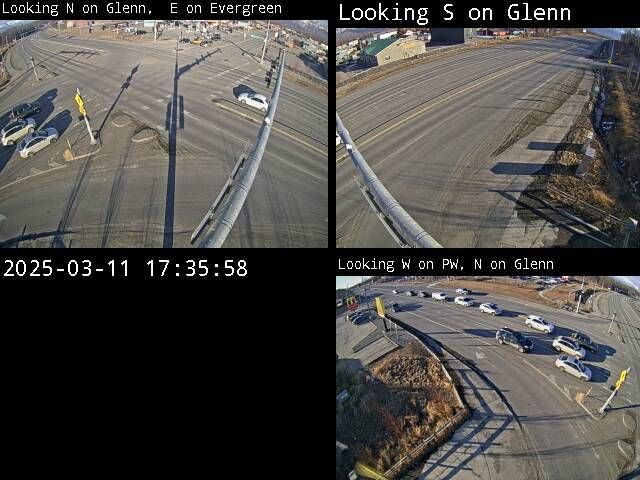 Looking N on Glenn,  E on Evergreen
Looking S on Glenn
2025-03-11 17:35:58
Looking W on PW, N on Glenn